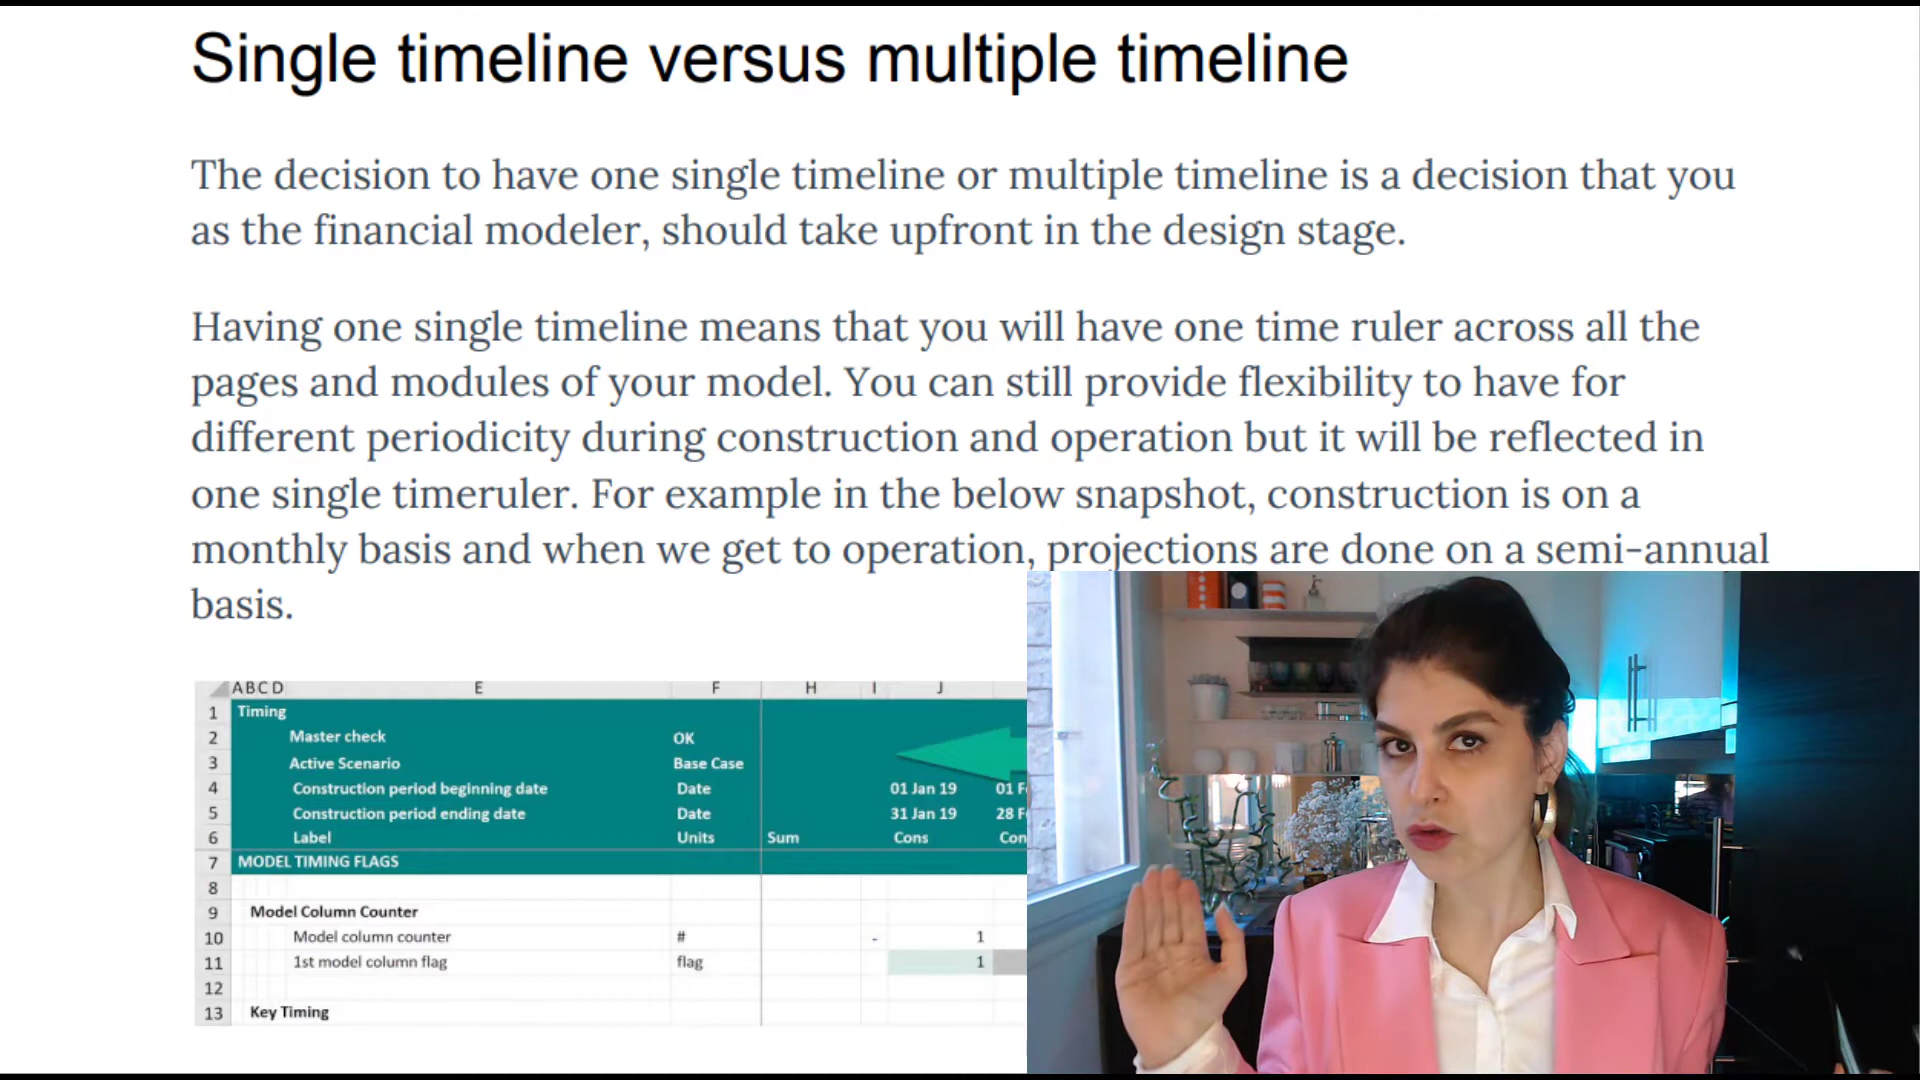 Single timeline versus multiple timeline
The decision to have one single timeline or multiple timeline is a decision that you
as the financial modeler, should take upfront in the design stage.
Having one single timeline means that you will have one time ruler across all the
pages and modules of your model. You can still provide flexibility to have for
different periodicity during construction and operation but it will be reflected in
one single timeruler. For example in the below snapshot, construction is on a
monthly basis and when we get to operation, projections are done on a semi-annual
basis.
A B C D E F H I J
1 Timing
2 Master check OK
3 Active Scenario Base Case
4 Construction period beginning date Date 01 Jan 19 01 F
5 Construction period ending date Date 31 Jan 19 28 F
6 Label Units Sum Cons Con
7 MODEL TIMING FLAGS
8
9 Model Column Counter
10 Model column counter # - 1
11 1st model column flag flag 1
12
13 Key Timing